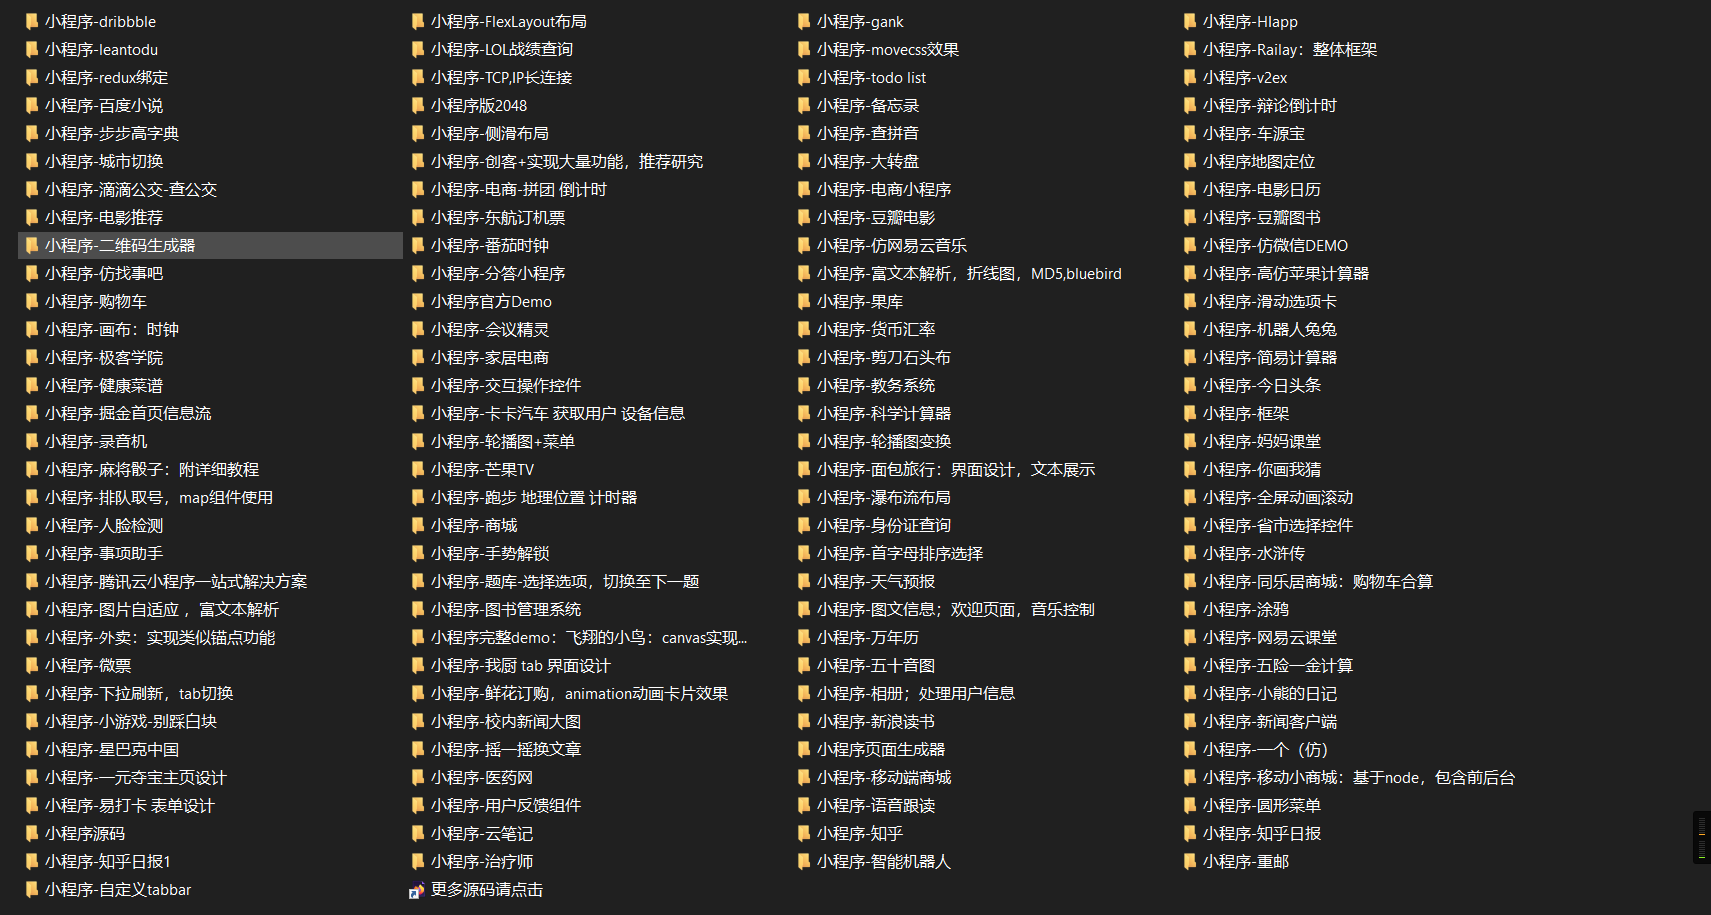 小程序-dribbble
小程序-FlexLayout布局
小程序-gank
小程序-HIapp
小程序-leantodu
小程序-LOL战绩查询
小程序-movecss效果
小程序-Railay：整体框架
小程序-redux绑定
小程序-TCP,IP长连接
小程序-todo list
小程序-v2ex
小程序-百度小说
小程序版2048
小程序-备忘录
小程序-辩论倒计时
小程序-步步高字典
小程序-侧滑布局
小程序-查拼音
小程序-车源宝
小程序-城市切换
小程序-创客+实现大量功能，推荐研究
小程序-大转盘
小程序地图定位
小程序-滴滴公交-查公交
小程序-电商-拼团 倒计时
小程序-电商小程序
小程序-电影日历
小程序-电影推荐
小程序-东航订机票
小程序-豆瓣电影
小程序-豆瓣图书
小程序-二维码生成器
小程序-番茄时钟
小程序-仿网易云音乐
小程序-仿微信DEMO
小程序-仿找事吧
小程序-分答小程序
小程序-富文本解析，折线图，MD5,bluebird
小程序-高仿苹果计算器
小程序-购物车
小程序官方Demo
小程序-果库
小程序-滑动选项卡
小程序-画布：时钟
小程序-会议精灵
小程序-货币汇率
小程序-机器人兔兔
小程序-极客学院
小程序-家居电商
小程序-剪刀石头布
小程序-简易计算器
小程序-健康菜谱
小程序-交互操作控件
小程序-教务系统
小程序-今日头条
小程序-掘金首页信息流
小程序-卡卡汽车 获取用户 设备信息
小程序-科学计算器
小程序-框架
小程序-录音机
小程序-轮播图+菜单
小程序-轮播图变换
小程序-妈妈课堂
小程序-麻将骰子：附详细教程
小程序-芒果TV
小程序-面包旅行：界面设计，文本展示
小程序-你画我猜
小程序-排队取号，map组件使用
小程序-跑步 地理位置 计时器
小程序-瀑布流布局
小程序-全屏动画滚动
小程序-人脸检测
小程序-商城
小程序-身份证查询
小程序-省市选择控件
小程序-事项助手
小程序-手势解锁
小程序-首字母排序选择
小程序-水浒传
小程序-腾讯云小程序一站式解决方案
小程序-题库-选择选项，切换至下一题
小程序-天气预报
小程序-同乐居商城：购物车合算
小程序-图片自适应 ，富文本解析
小程序-图书管理系统
小程序-图文信息；欢迎页面，音乐控制
小程序-涂鸦
小程序-外卖：实现类似锚点功能
小程序完整demo：飞翔的小鸟：canvas实现...
小程序-万年历
小程序-网易云课堂
小程序-微票
小程序-我厨 tab 界面设计
小程序-五十音图
小程序-五险一金计算
小程序-下拉刷新，tab切换
小程序-鲜花订购，animation动画卡片效果
小程序-相册；处理用户信息
小程序-小熊的日记
小程序-小游戏-别踩白块
小程序-校内新闻大图
小程序-新浪读书
小程序-新闻客户端
小程序-星巴克中国
小程序-摇一摇换文章
小程序页面生成器
小程序-一个（仿）
小程序-一元夺宝主页设计
小程序-医药网
小程序-移动端商城
小程序-移动小商城：基于node，包含前后台
小程序-易打卡 表单设计
小程序-用户反馈组件
小程序-语音跟读
小程序-圆形菜单
小程序源码
小程序-云笔记
小程序-知乎
小程序-知乎日报
小程序-知乎日报1
小程序-治疗师
小程序-智能机器人
小程序-重邮
小程序-自定义tabbar
更多源码请点击